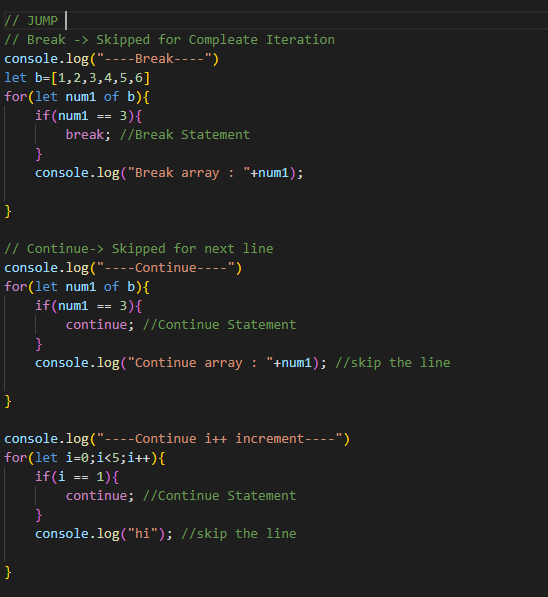 // JUMP
// Break -> Skipped for Compleate Iteration
console.log("----Break----")
let b=[1,2,3,4,5,6]
for(let num1 of b){
    if(num1 == 3){
        break; //Break Statement
    }
    console.log("Break array : "+num1);
}
// Continue-> Skipped for next line
console.log("----Continue----")
for(let num1 of b){
    if(num1 == 3){
        continue; //Continue Statement
    }
    console.log("Continue array : "+num1); //skip the line
}
console.log("----Continue i++ increment----")
for(let i=0;i<5;i++){
    if(i == 1){
        continue; //Continue Statement
    }
    console.log("hi"); //skip the line
}